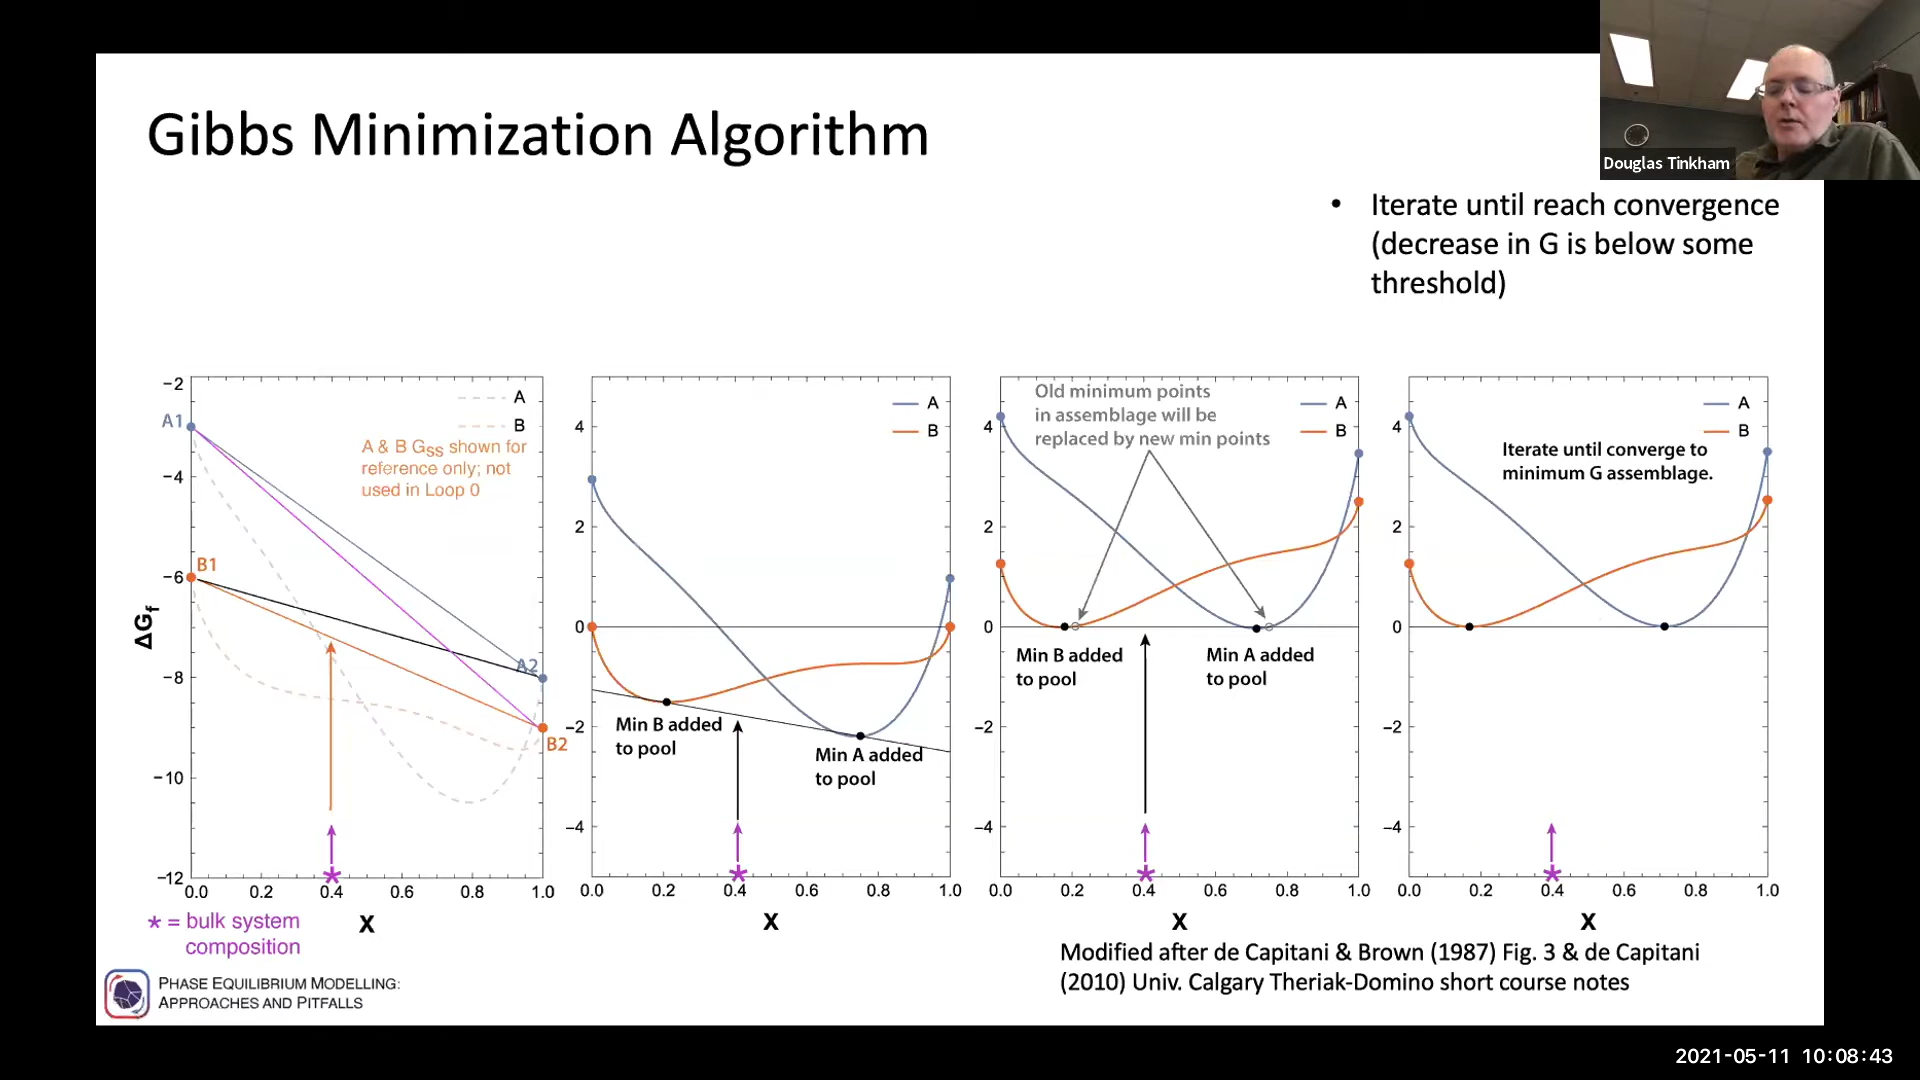 Gibbs Minimization Algorithm
Douglas Tinkham
• Iterate until reach convergence
(decrease in G is below some
threshold)
−2
−4
−6
−8
−10
−12
ΔGf
A1
B1
A2
B2
A
B
A & B GSS shown for
reference only; not
used in Loop 0
0.0 0.2 0.4 0.6 0.8 1.0
X
* = bulk system
composition
4
2
0
−2
−4
A
B
Min B added
to pool
Min A added
to pool
0.0 0.2 0.4 0.6 0.8 1.0
X
4
2
0
−2
−4
Old minimum points
in assemblage will be
replaced by new min points
A
B
Min B added
to pool
Min A added
to pool
0.0 0.2 0.4 0.6 0.8 1.0
X
4
2
0
−2
−4
A
B
Iterate until converge to
minimum G assemblage.
0.0 0.2 0.4 0.6 0.8 1.0
X
Modified after de Capitani & Brown (1987) Fig. 3 & de Capitani
(2010) Univ. Calgary Theriak-Domino short course notes
PHASE EQUILIBRIUM MODELLING:
APPROACHES AND PITFALLS
2021-05-11 10:08:43